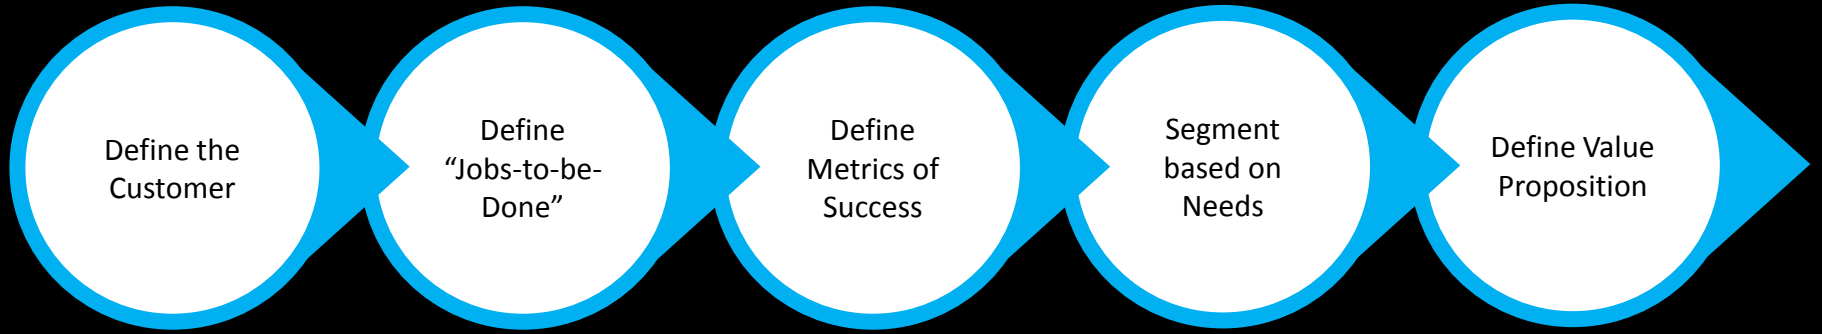 Define the
Customer
Define
“Jobs-to-be-
Done”
Define
Metrics of
Success
Segment
based on
Needs
Define Value
Proposition